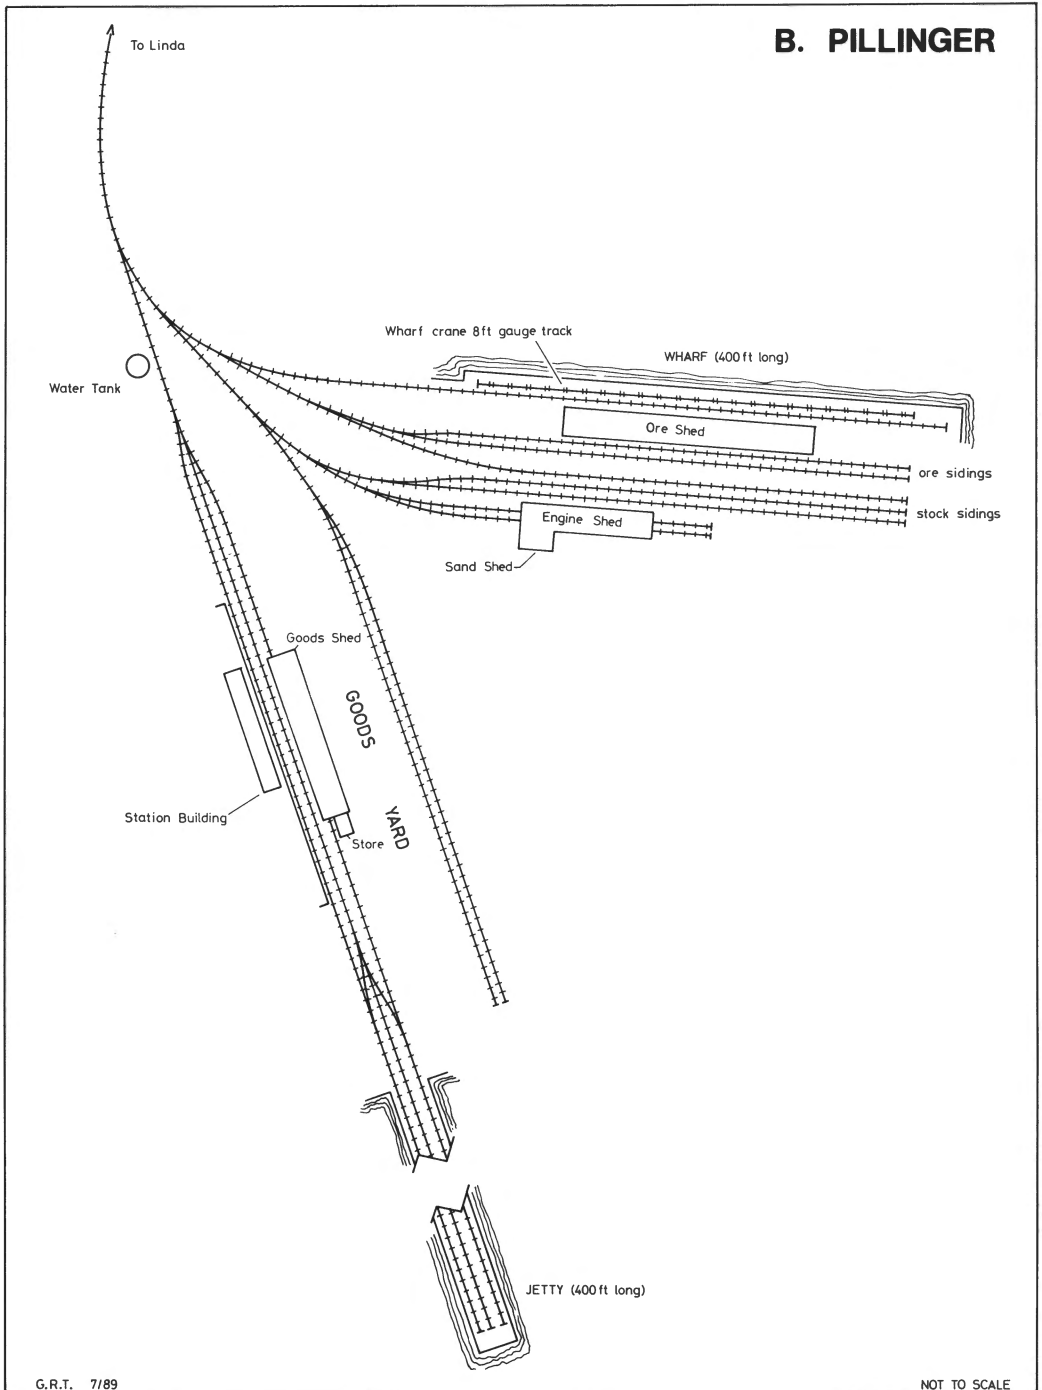 To Linda
B. PILLINGER
Wharf crane 8ft gauge track
WHARF (400ft long)
Water Tank
Ore Shed
ore sidings
stock sidings
Engine Shed
Sand Shed
Goods Shed
GOODS YARD
Station Building
Store
JETTY (400ft long)
G.R.T. 7/89
NOT TO SCALE